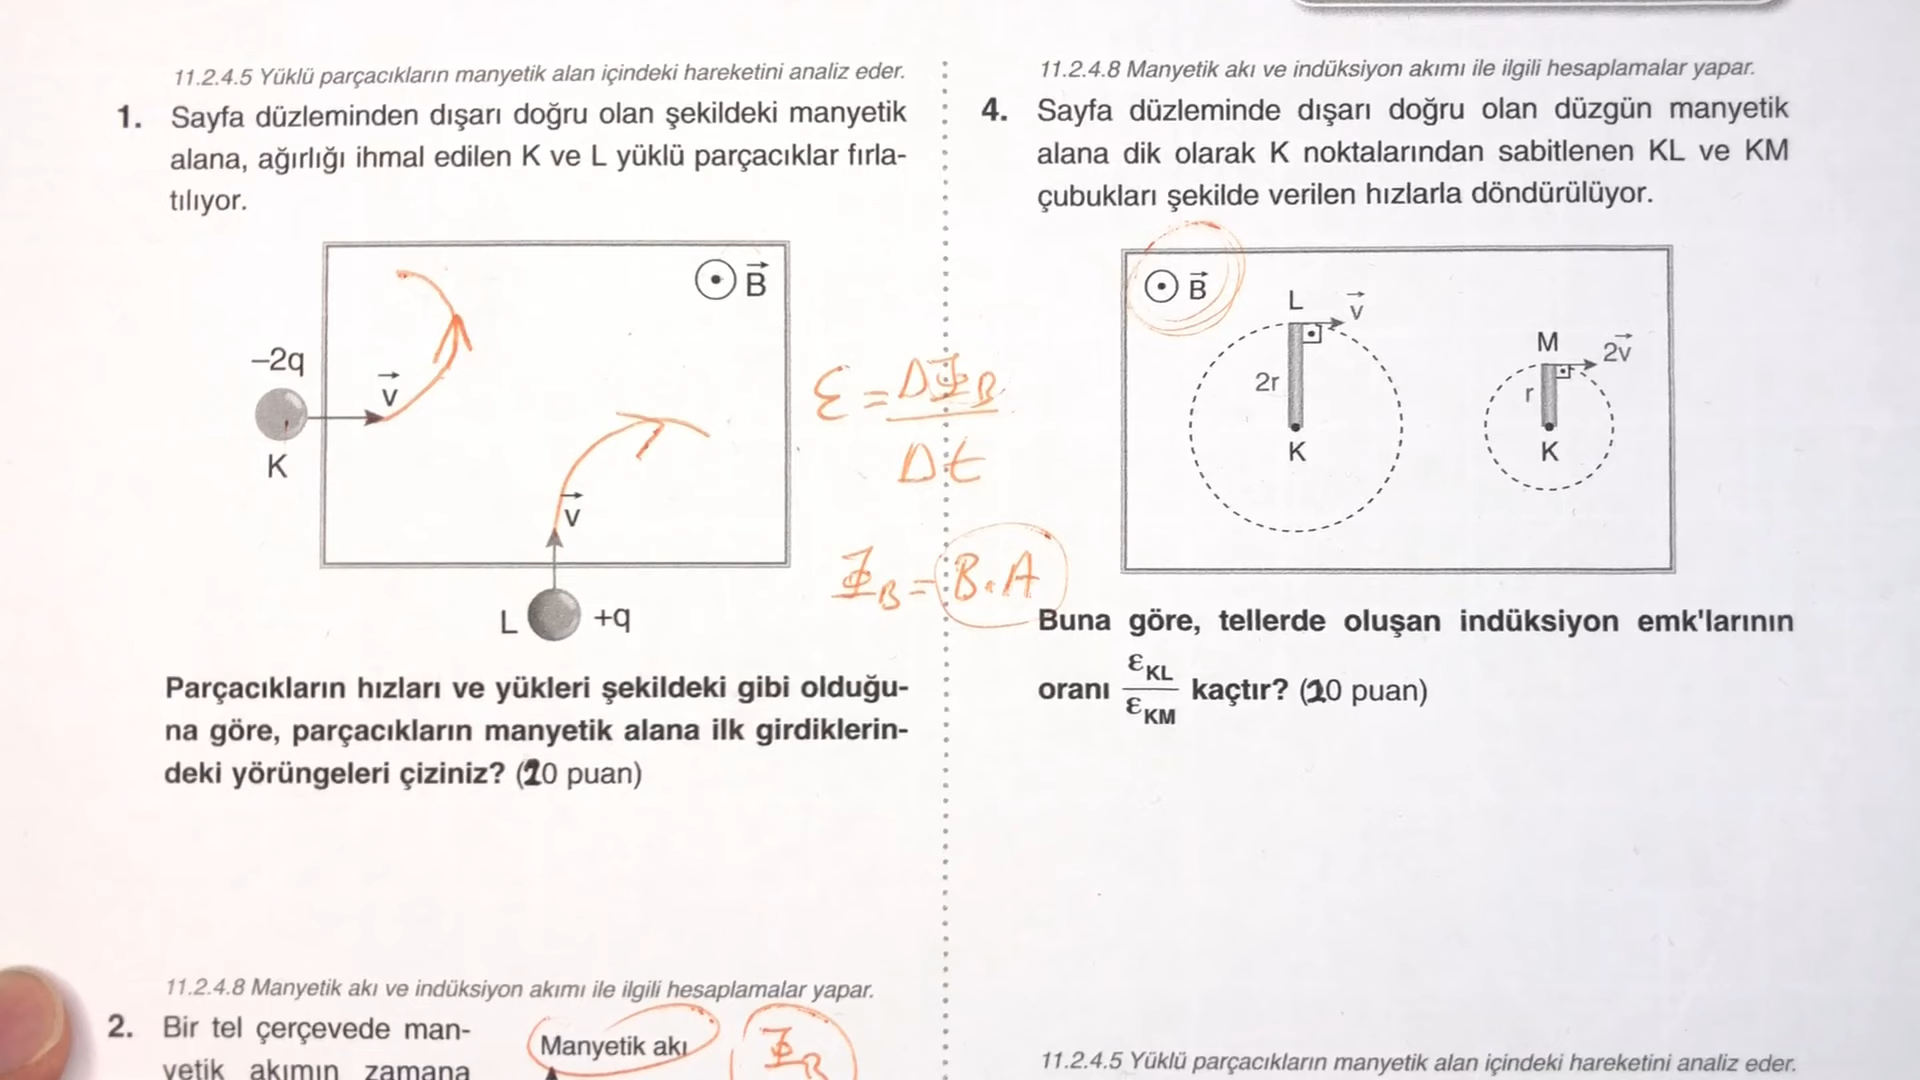 11.2.4.5 Yüklü parçacıkların manyetik alan içindeki hareketini analiz eder.
1. Sayfa düzleminden dışarı doğru olan şekildeki manyetik
alana, ağırlığı ihmal edilen K ve L yüklü parçacıklar fırla-
tılıyor.
B
−2q
v
K
v
L
+q
Parçacıkların hızları ve yükleri şekildeki gibi olduğu-
na göre, parçacıkların manyetik alana ilk girdiklerin-
deki yörüngeleri çiziniz? (20 puan)
11.2.4.8 Manyetik akı ve indüksiyon akımı ile ilgili hesaplamalar yapar.
2. Bir tel çerçevede man-
yetik akımın zamana
Manyetik akı
Φ_B
ε = ΔΦ_B
Δt
Φ_B = B.A
11.2.4.8 Manyetik akı ve indüksiyon akımı ile ilgili hesaplamalar yapar.
4. Sayfa düzleminde dışarı doğru olan düzgün manyetik
alana dik olarak K noktalarından sabitlenen KL ve KM
çubukları şekilde verilen hızlarla döndürülüyor.
B
L
v
2r
K
M
2v
r
K
Buna göre, tellerde oluşan indüksiyon emk'larının
oranı ε_KL / ε_KM kaçtır? (20 puan)
11.2.4.5 Yüklü parçacıkların manyetik alan içindeki hareketini analiz eder.